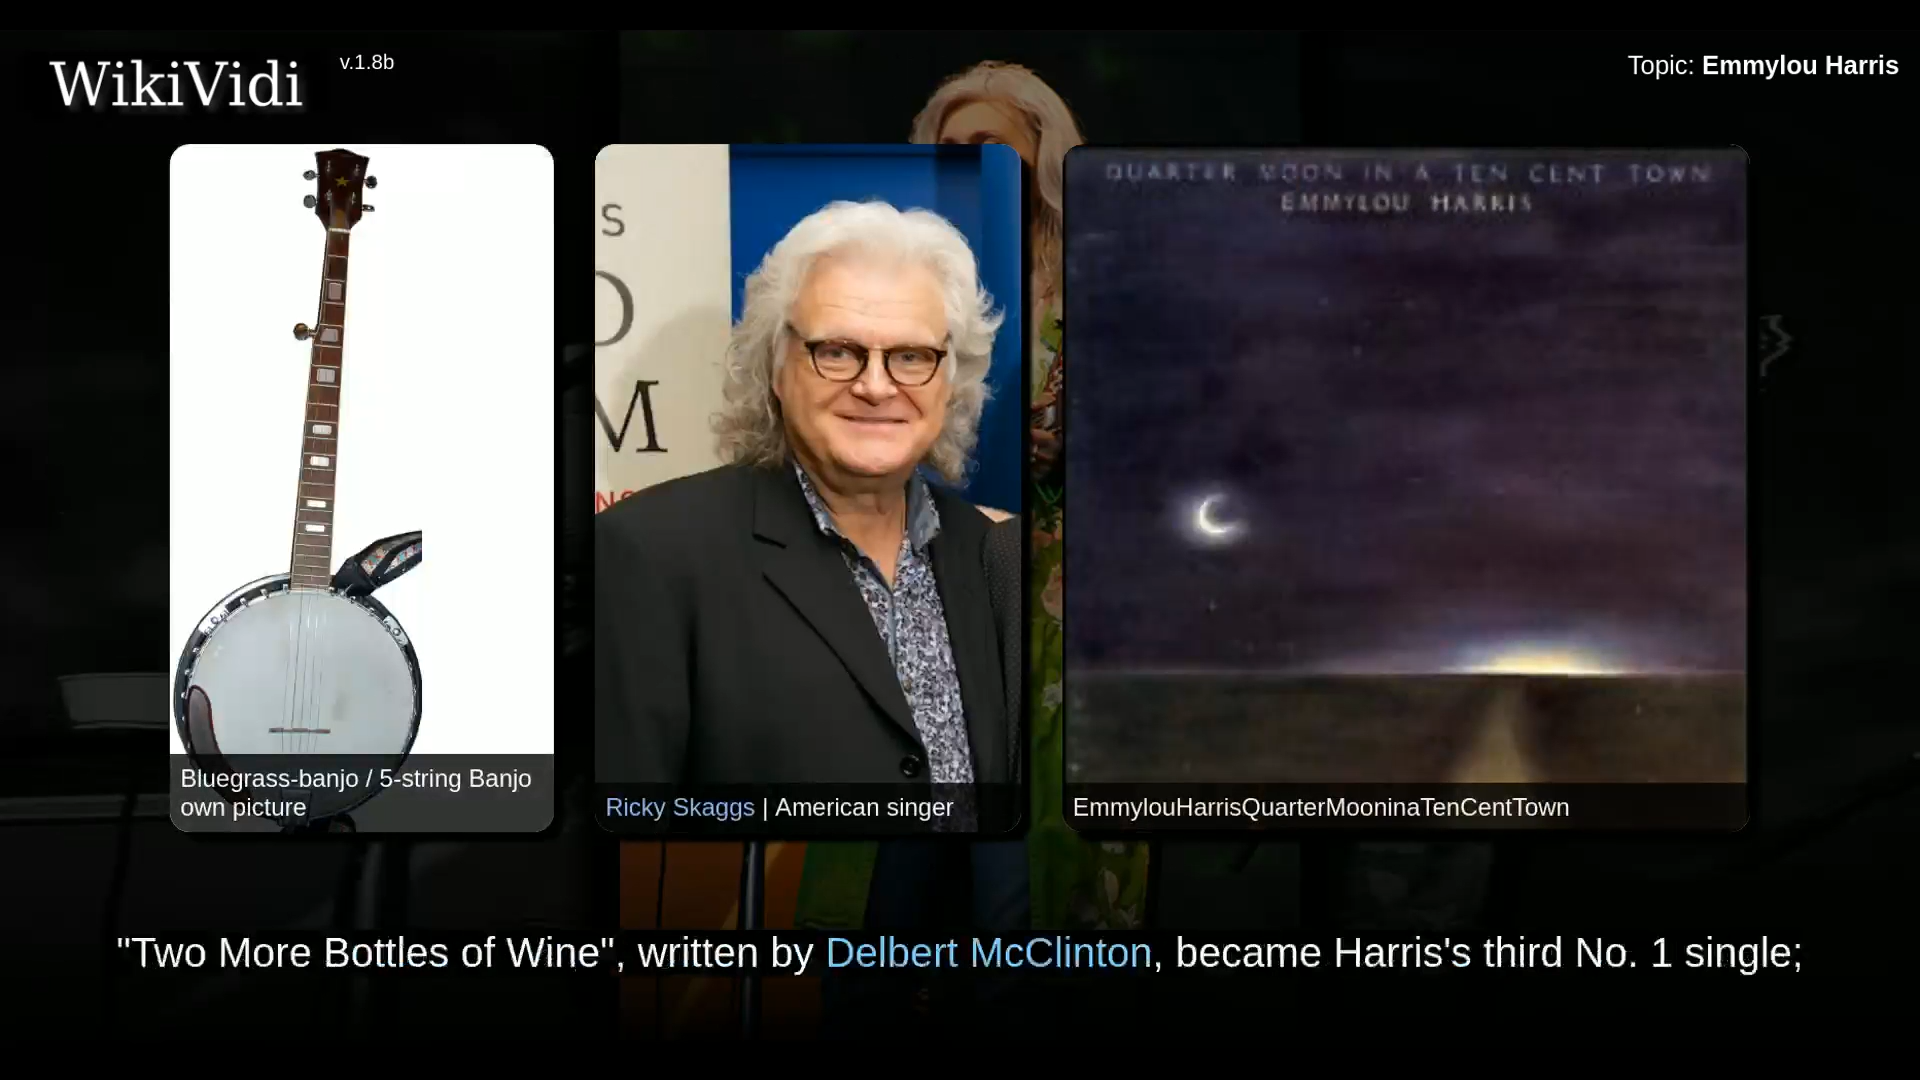 WikiVidi
v.1.8b
Topic: Emmylou Harris
Bluegrass-banjo / 5-string Banjo
own picture
S
O
M
NS
Ricky Skaggs | American singer
QUARTER MOON IN A TEN CENT TOWN
EMMYLOU HARRIS
EmmylouHarrisQuarterMooninaTenCentTown
"Two More Bottles of Wine", written by Delbert McClinton, became Harris's third No. 1 single;